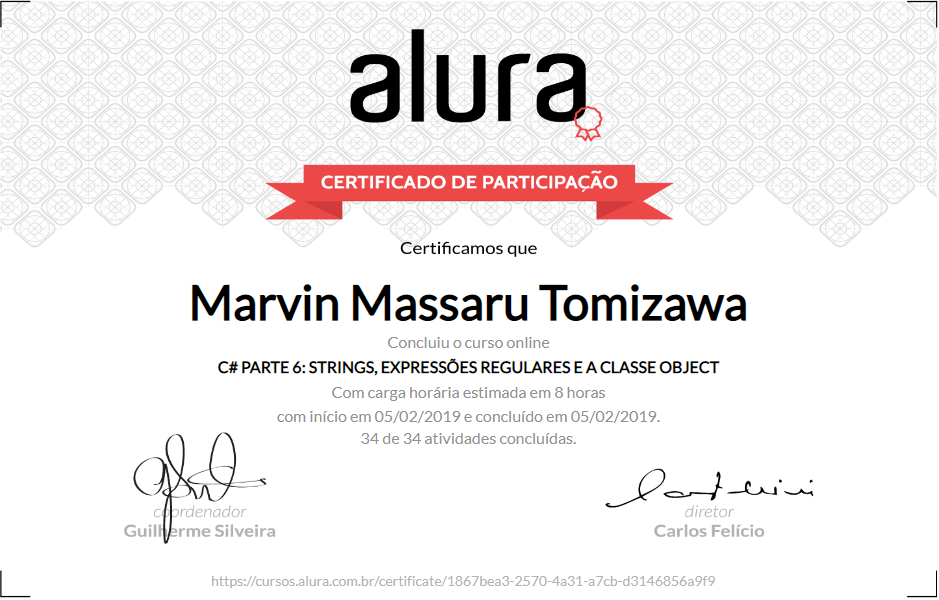 alura
CERTIFICADO DE PARTICIPAÇÃO
Certificamos que
Marvin Massaru Tomizawa
Concluiu o curso online
C# PARTE 6: STRINGS, EXPRESSÕES REGULARES E A CLASSE OBJECT
Com carga horária estimada em 8 horas
com início em 05/02/2019 e concluído em 05/02/2019.
34 de 34 atividades concluídas.
coordenador
Guilherme Silveira
diretor
Carlos Felício
https://cursos.alura.com.br/certificate/1867bea3-2570-4a31-a7cb-d3146856a9f9